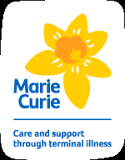 Marie
Curie
Care and support
through terminal illness